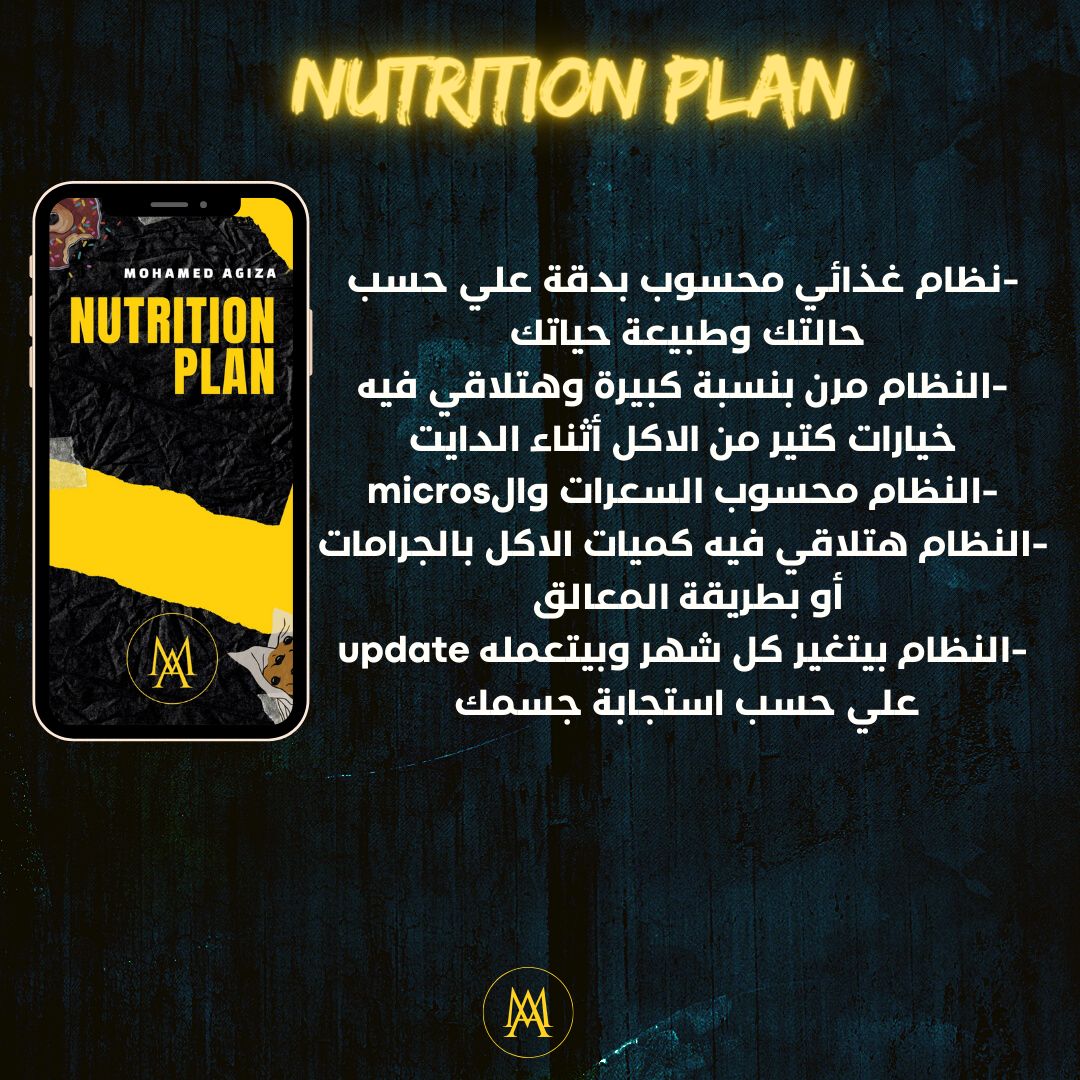 NUTRITION PLAN
MOHAMED AGIZA
NUTRITION
PLAN
-نظام غذائي محسوب بدقة علي حسب
حالتك وطبيعة حياتك
-النظام مرن بنسبة كبيرة وهتلاقي فيه
خيارات كتير من الاكل أثناء الدايت
-النظام محسوب السعرات والmicros
-النظام هتلاقي فيه كميات الاكل بالجرامات
أو بطريقة المعالق
-النظام بيتغير كل شهر وبيتعمله update
علي حسب استجابة جسمك